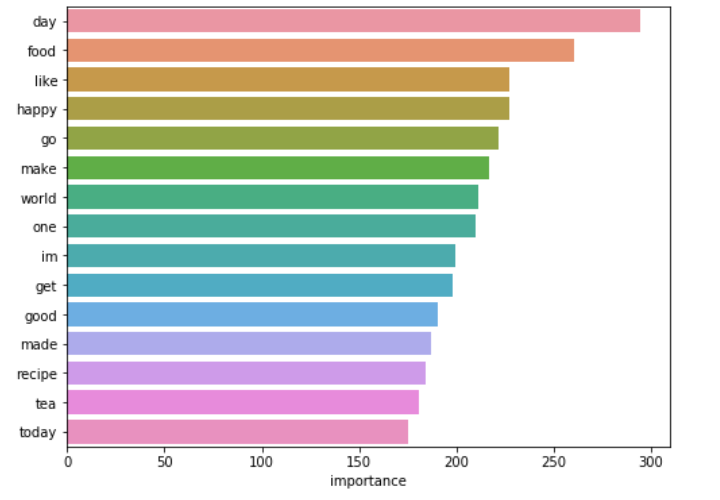 day
food
like
happy
go
make
world
one
im
get
good
made
recipe
tea
today
0 50 100 150 200 250 300
importance